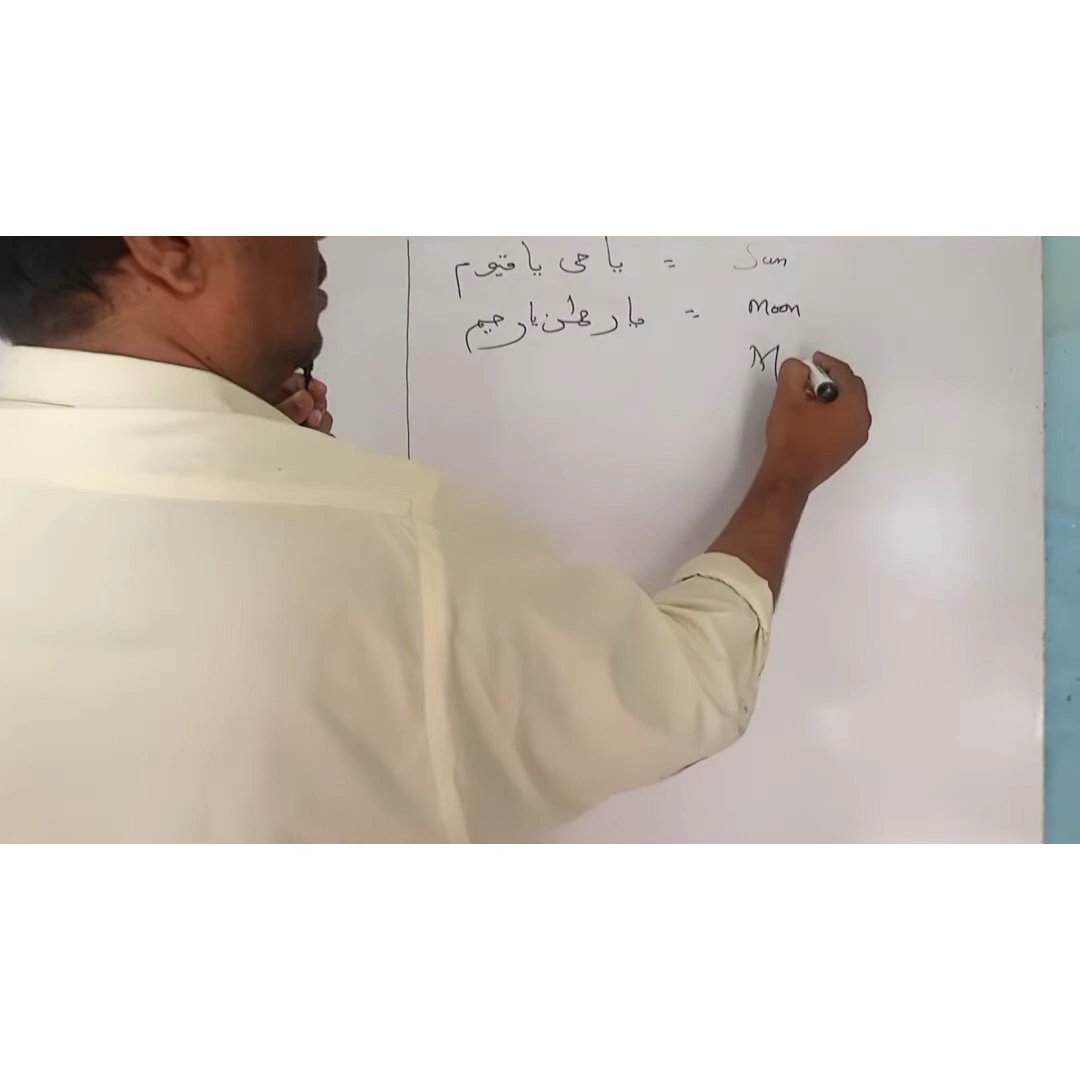 یا حی یا قیوم = Sun
یا رحمٰن یا رحیم = Moon
M